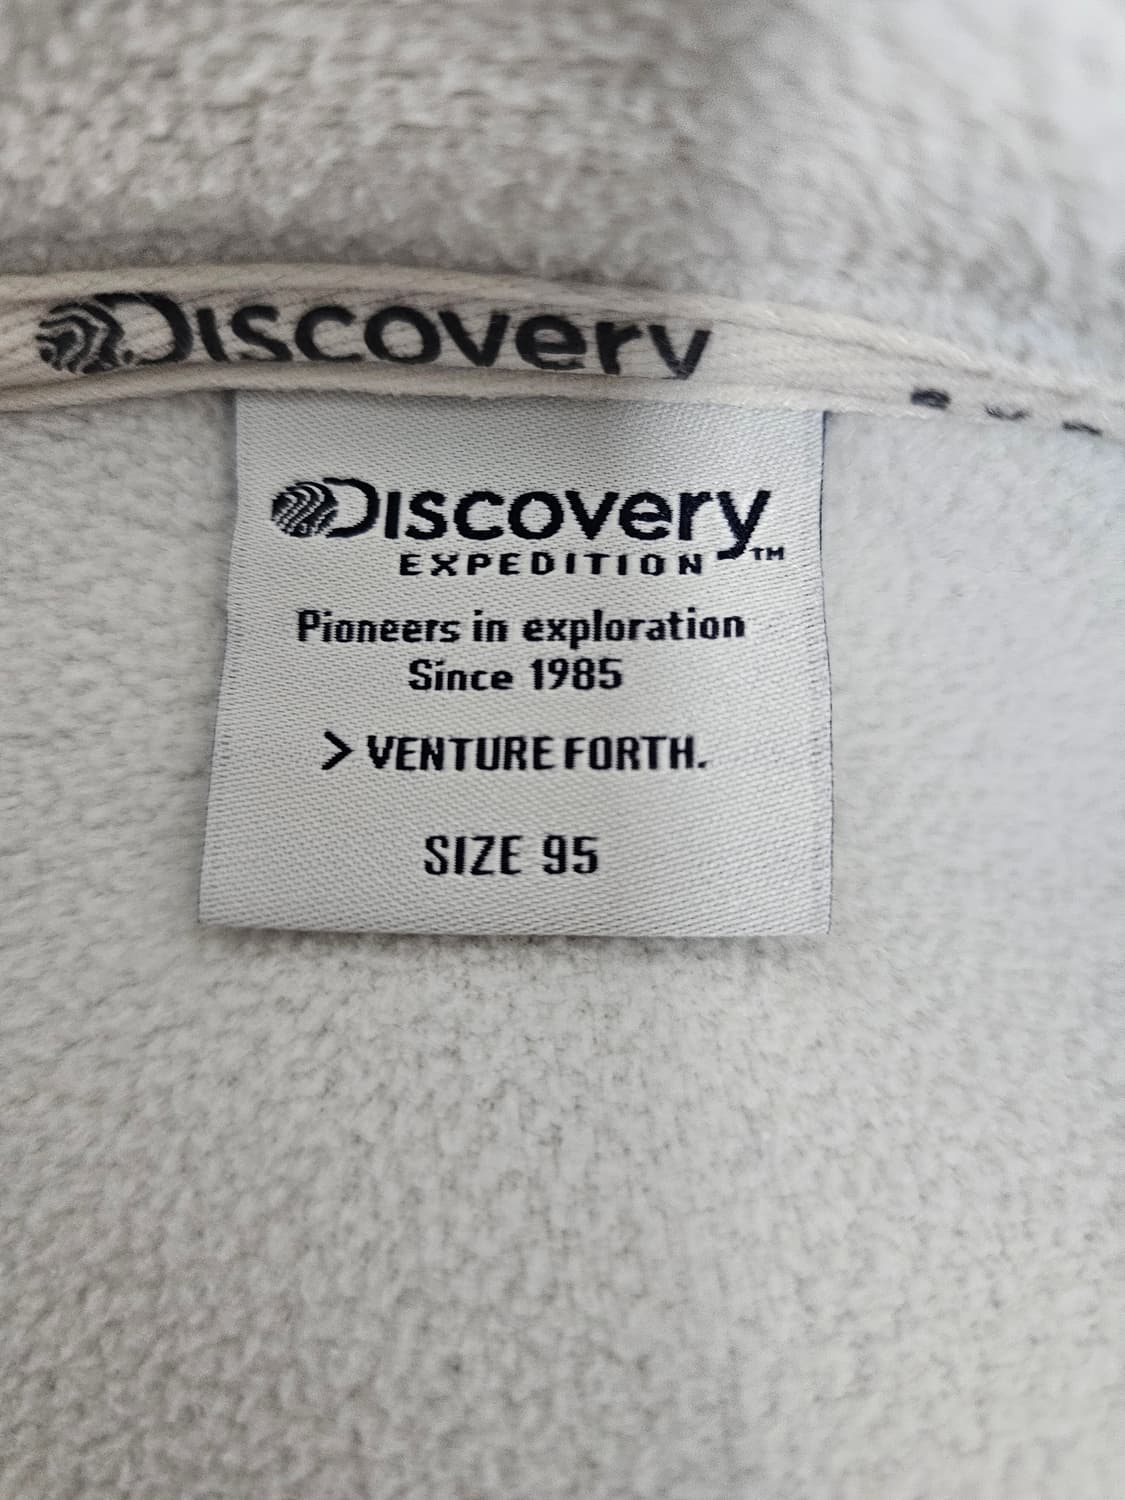 Discovery
Discovery
EXPEDITION™
Pioneers in exploration
Since 1985
> VENTURE FORTH.
SIZE 95